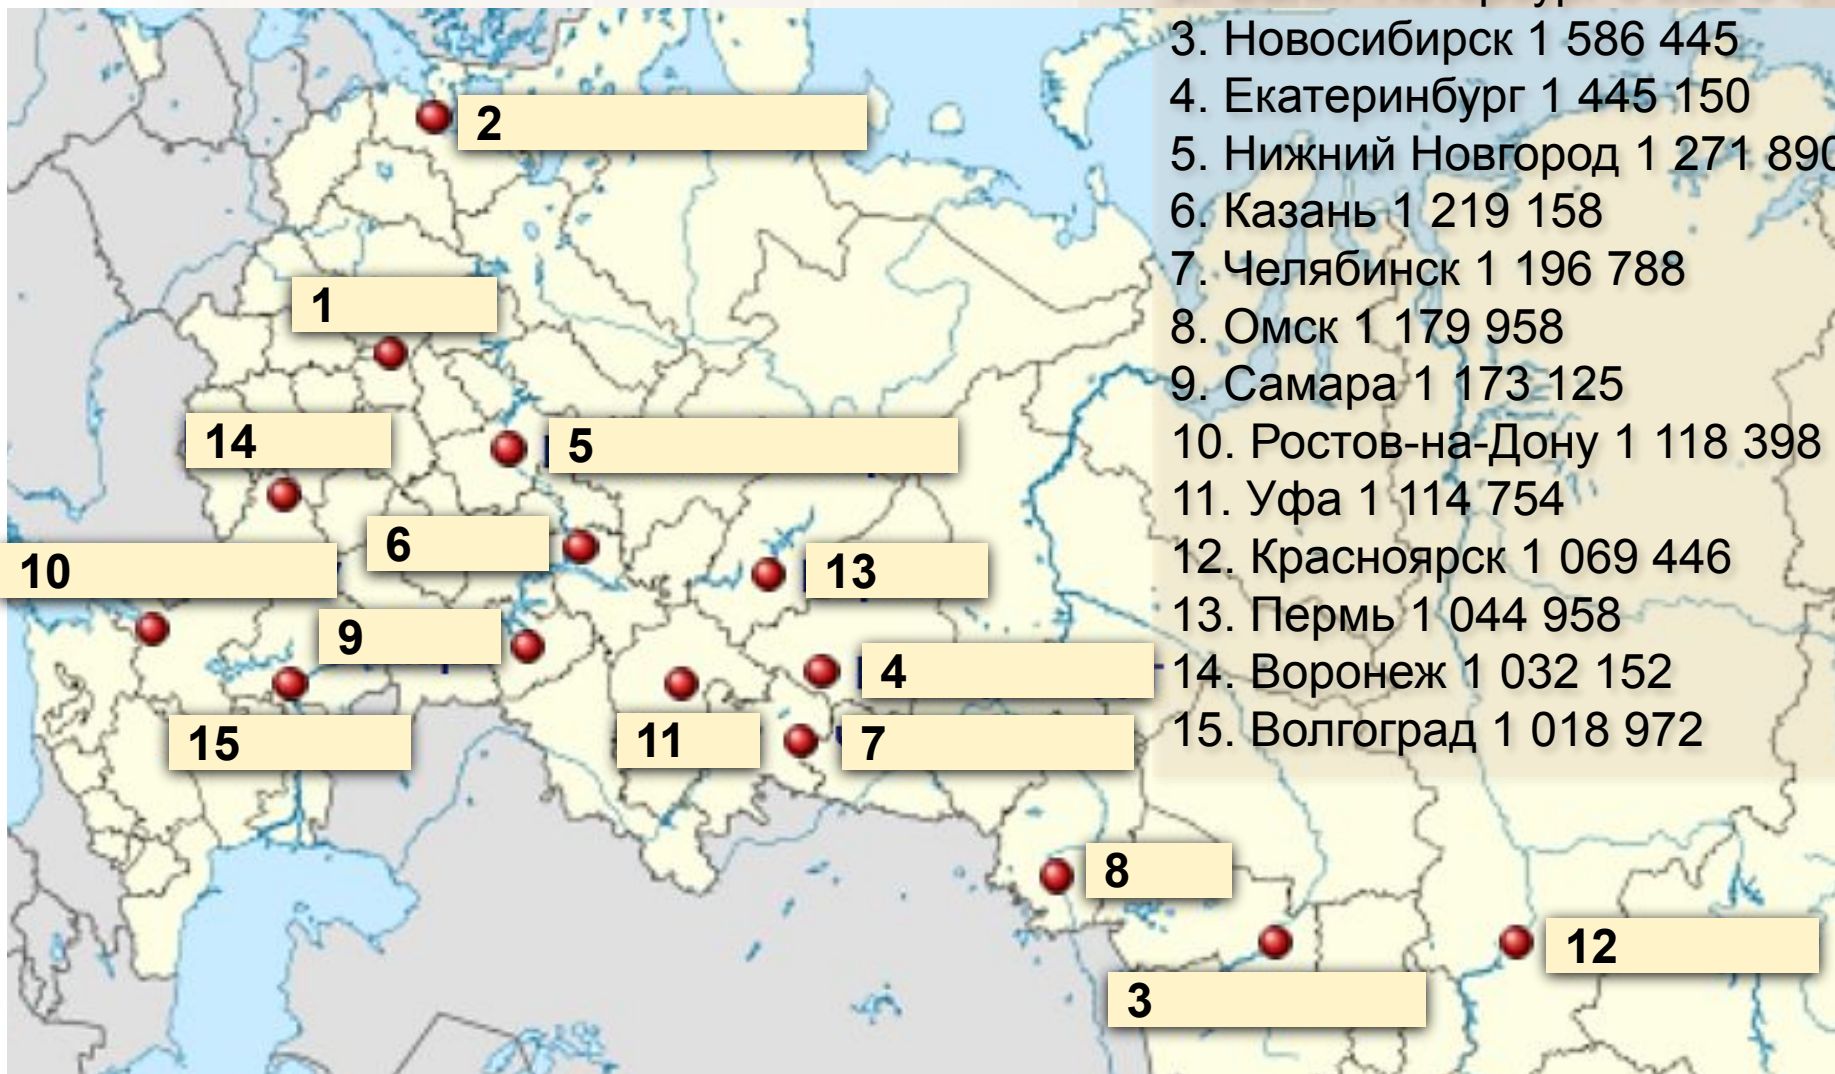 3. Новосибирск 1 586 445
4. Екатеринбург 1 445 150
5. Нижний Новгород 1 271 890
6. Казань 1 219 158
7. Челябинск 1 196 788
8. Омск 1 179 958
9. Самара 1 173 125
10. Ростов-на-Дону 1 118 398
11. Уфа 1 114 754
12. Красноярск 1 069 446
13. Пермь 1 044 958
14. Воронеж 1 032 152
15. Волгоград 1 018 972
2
1
14
5
6
10
13
9
4
15
11
7
8
12
3